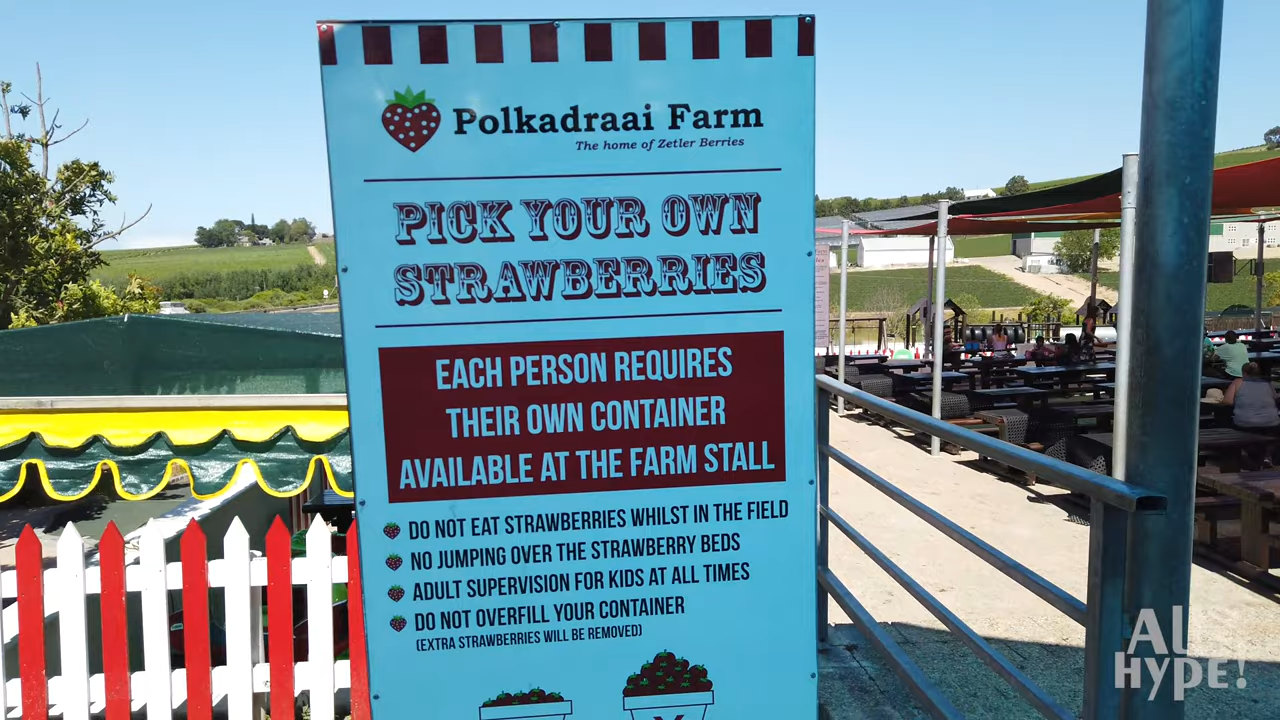 Polkadraai Farm
The home of Zetler Berries
PICK YOUR OWN
STRAWBERRIES
EACH PERSON REQUIRES
THEIR OWN CONTAINER
AVAILABLE AT THE FARM STALL
DO NOT EAT STRAWBERRIES WHILST IN THE FIELD
NO JUMPING OVER THE STRAWBERRY BEDS
ADULT SUPERVISION FOR KIDS AT ALL TIMES
DO NOT OVERFILL YOUR CONTAINER
(EXTRA STRAWBERRIES WILL BE REMOVED)
All
HYPE!